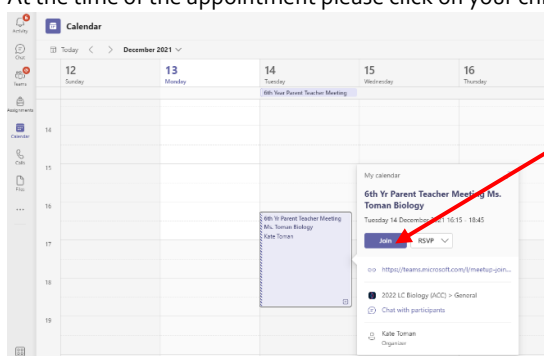 At the time of the appointment please click on your chi
Activity
Calendar
Chat
Today < > December 2021
Teams
12
Sunday
13
Monday
14
Tuesday
15
Wednesday
16
Thursday
6th Year Parent Teacher Meeting
Assignments
Calendar
Calls
Files
...
14
15
16
17
18
19
6th Yr Parent Teacher Meeting
Ms. Toman Biology
Kate Toman
My calendar
6th Yr Parent Teacher Meeting Ms.
Toman Biology
Tuesday 14 December 2021 16:15 - 18:45
Join
RSVP
https://teams.microsoft.com/l/meetup-join...
2022 LC Biology (ACC) > General
Chat with participants
Kate Toman
Organizer